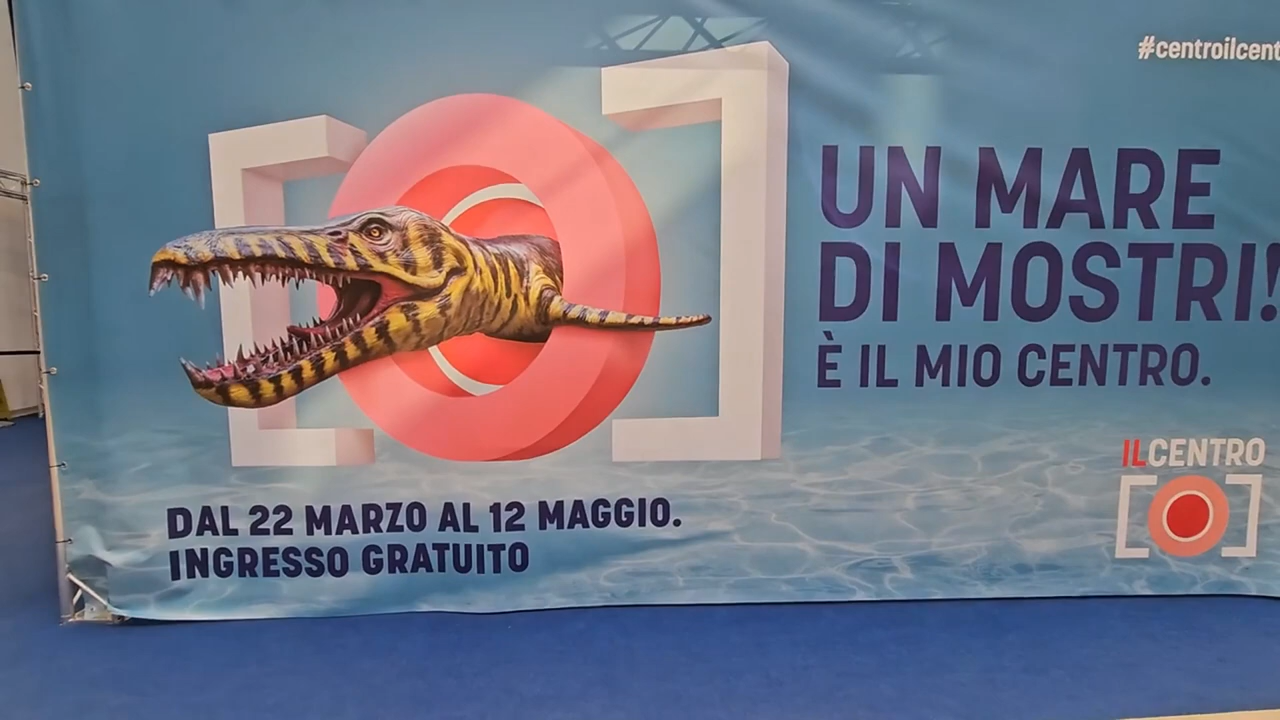 #centroilcent
UN MARE
DI MOSTRI!
È IL MIO CENTRO.
ILCENTRO
DAL 22 MARZO AL 12 MAGGIO.
INGRESSO GRATUITO